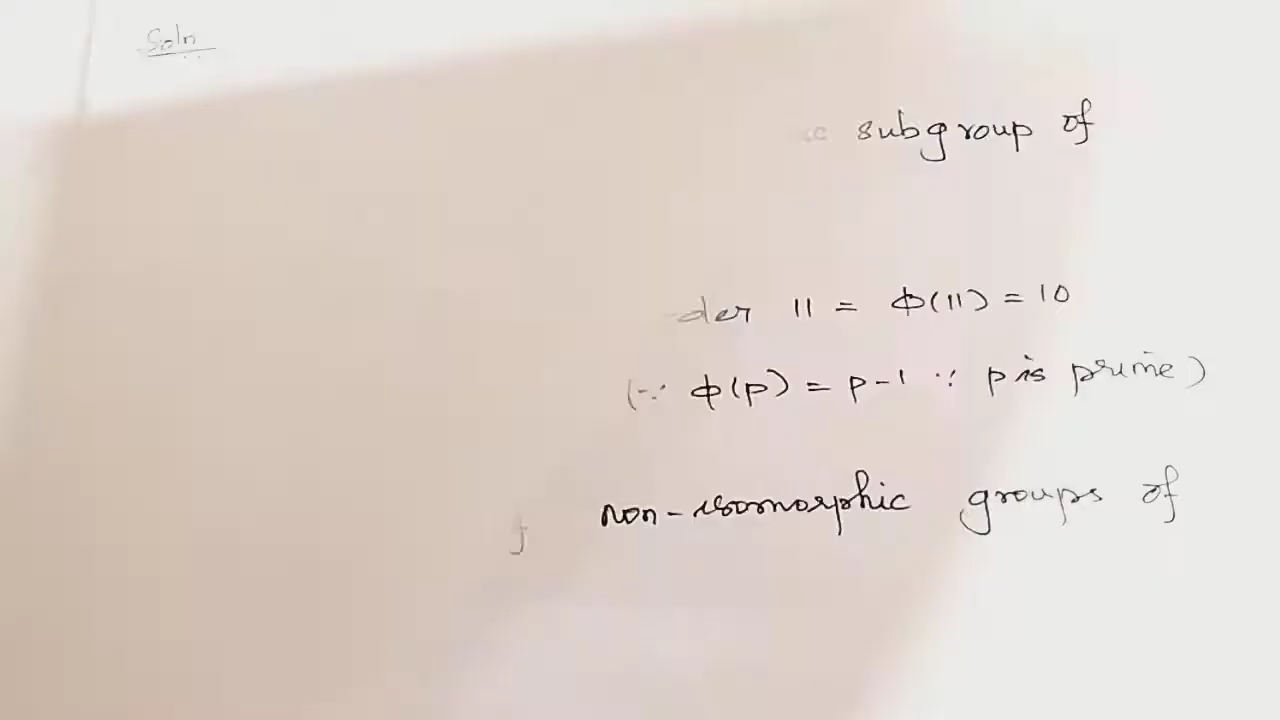 Soln
subgroup of
der 11 = φ(11) = 10
(∵ φ(p) = p-1 ∵ p is prime)
non-isomorphic groups of